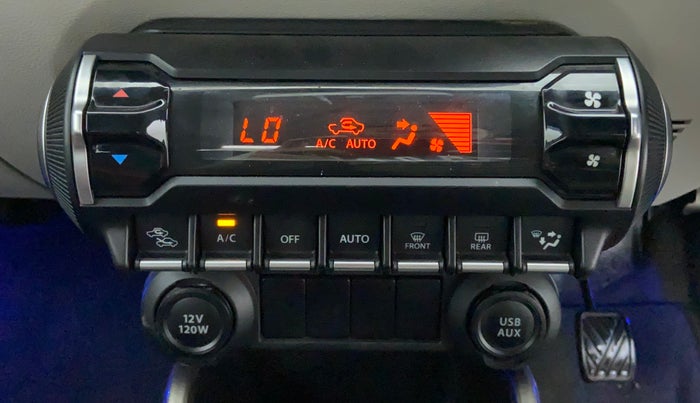 LO
A/C AUTO
A/C
OFF
AUTO
FRONT
REAR
12V
120W
USB
AUX